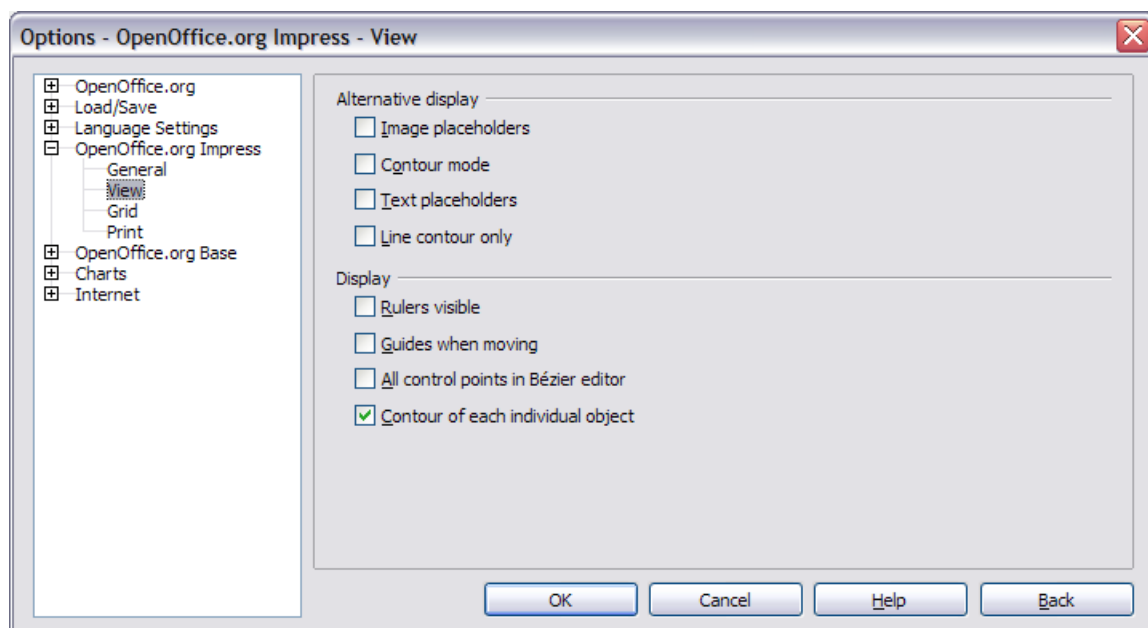 Options - OpenOffice.org Impress - View
OpenOffice.org
Load/Save
Language Settings
OpenOffice.org Impress
General
View
Grid
Print
OpenOffice.org Base
Charts
Internet
Alternative display
Image placeholders
Contour mode
Text placeholders
Line contour only
Display
Rulers visible
Guides when moving
All control points in Bézier editor
Contour of each individual object
OK
Cancel
Help
Back